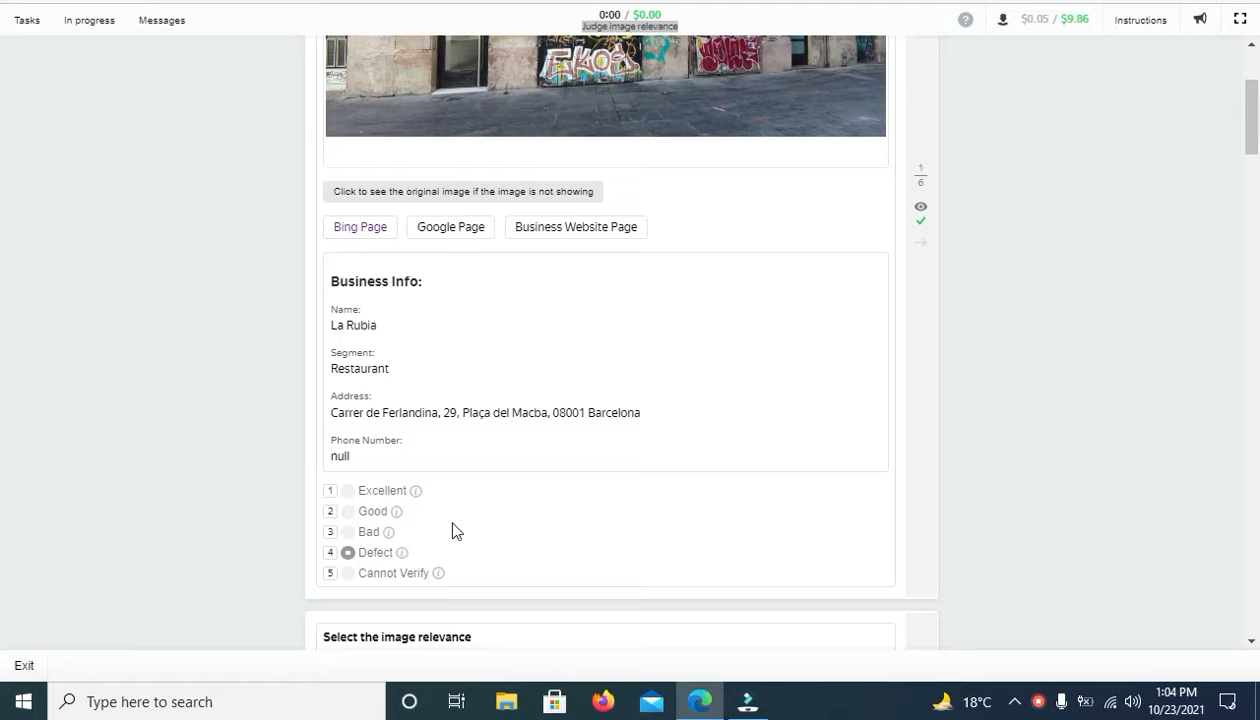 Tasks In progress Messages 0:00 / $0.00 $0.05 / $9.86 Instructions
Judge image relevance
EKOS
Click to see the original image if the image is not showing
Bing Page Google Page Business Website Page
1
6
Business Info:
Name:
La Rubia
Segment:
Restaurant
Address:
Carrer de Ferlandina, 29, Plaça del Macba, 08001 Barcelona
Phone Number:
null
1 Excellent
2 Good
3 Bad
4 Defect
5 Cannot Verify
Select the image relevance
Exit
Type here to search 18°C 1:04 PM
10/23/2021